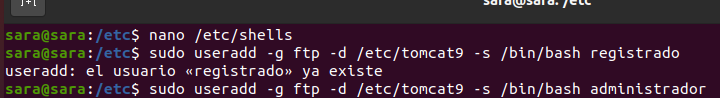 sara@sara: /etc
sara@sara:/etc$ nano /etc/shells
sara@sara:/etc$ sudo useradd -g ftp -d /etc/tomcat9 -s /bin/bash registrado
useradd: el usuario «registrado» ya existe
sara@sara:/etc$ sudo useradd -g ftp -d /etc/tomcat9 -s /bin/bash administrador